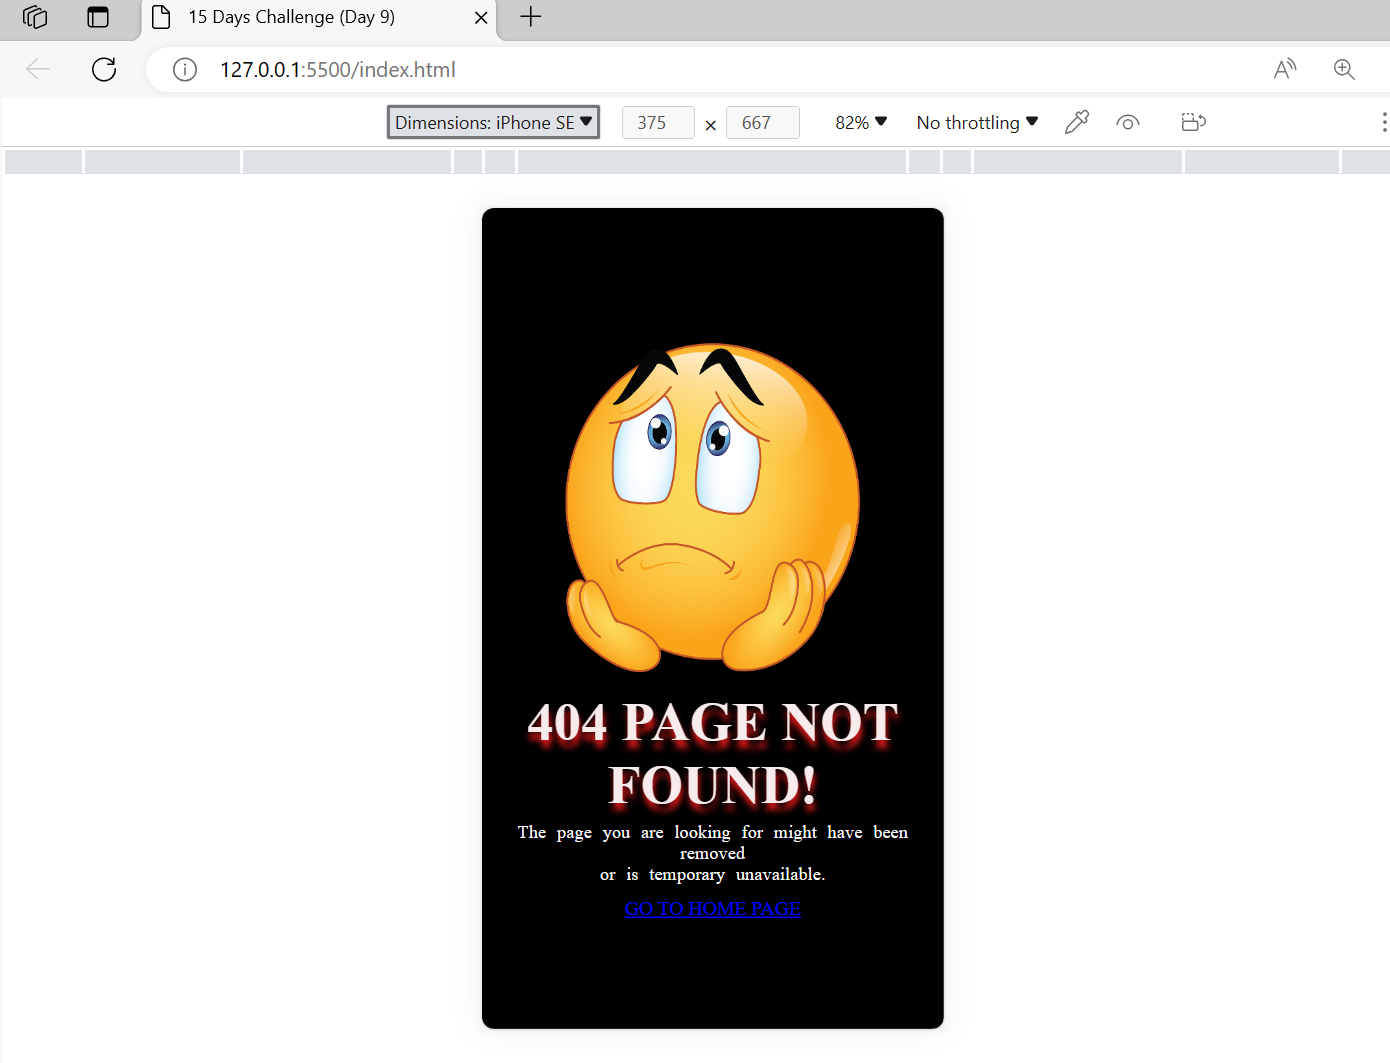 15 Days Challenge (Day 9)
127.0.0.1:5500/index.html
Dimensions: iPhone SE 375 × 667 82% No throttling
404 PAGE NOT
FOUND!
The page you are looking for might have been
removed
or is temporary unavailable.
GO TO HOME PAGE